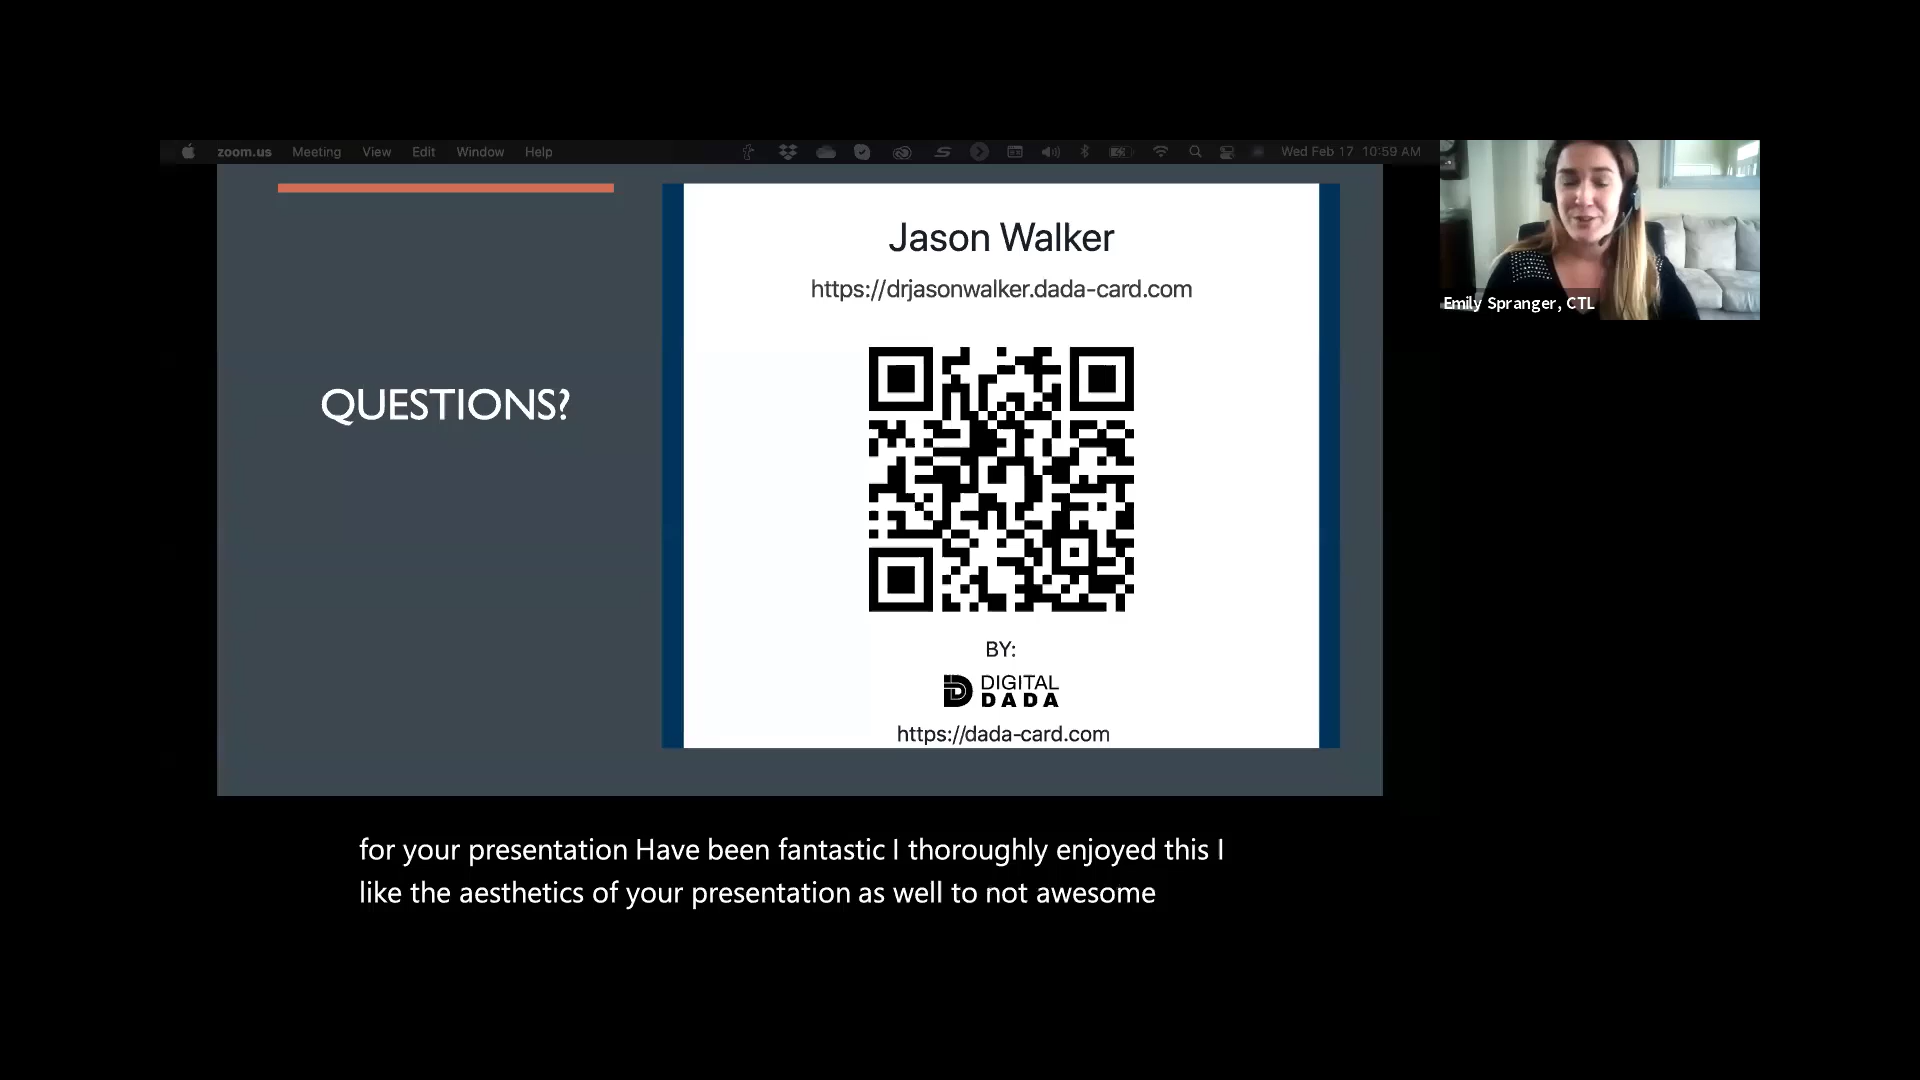 zoom.us Meeting View Edit Window Help Wed Feb 17 10:59 AM
QUESTIONS?
Jason Walker
https://drjasonwalker.dada-card.com
BY:
DIGITAL
DADA
https://dada-card.com
Emily Spranger, CTL
for your presentation Have been fantastic I thoroughly enjoyed this I
like the aesthetics of your presentation as well to not awesome